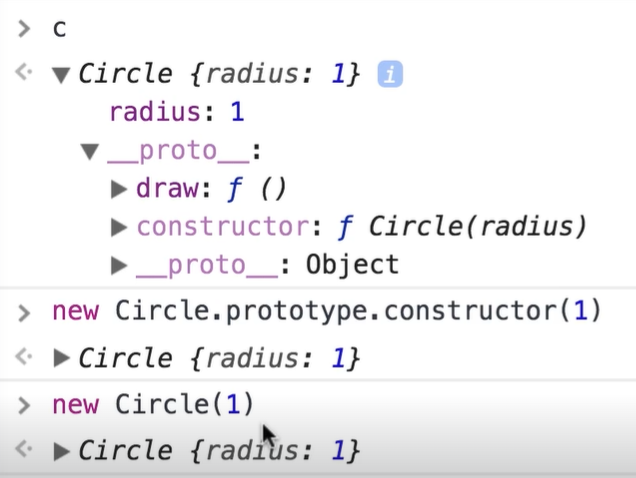 > c
Circle {radius: 1} i
radius: 1
__proto__:
draw: ƒ ()
constructor: ƒ Circle(radius)
__proto__: Object
> new Circle.prototype.constructor(1)
Circle {radius: 1}
> new Circle(1)
Circle {radius: 1}